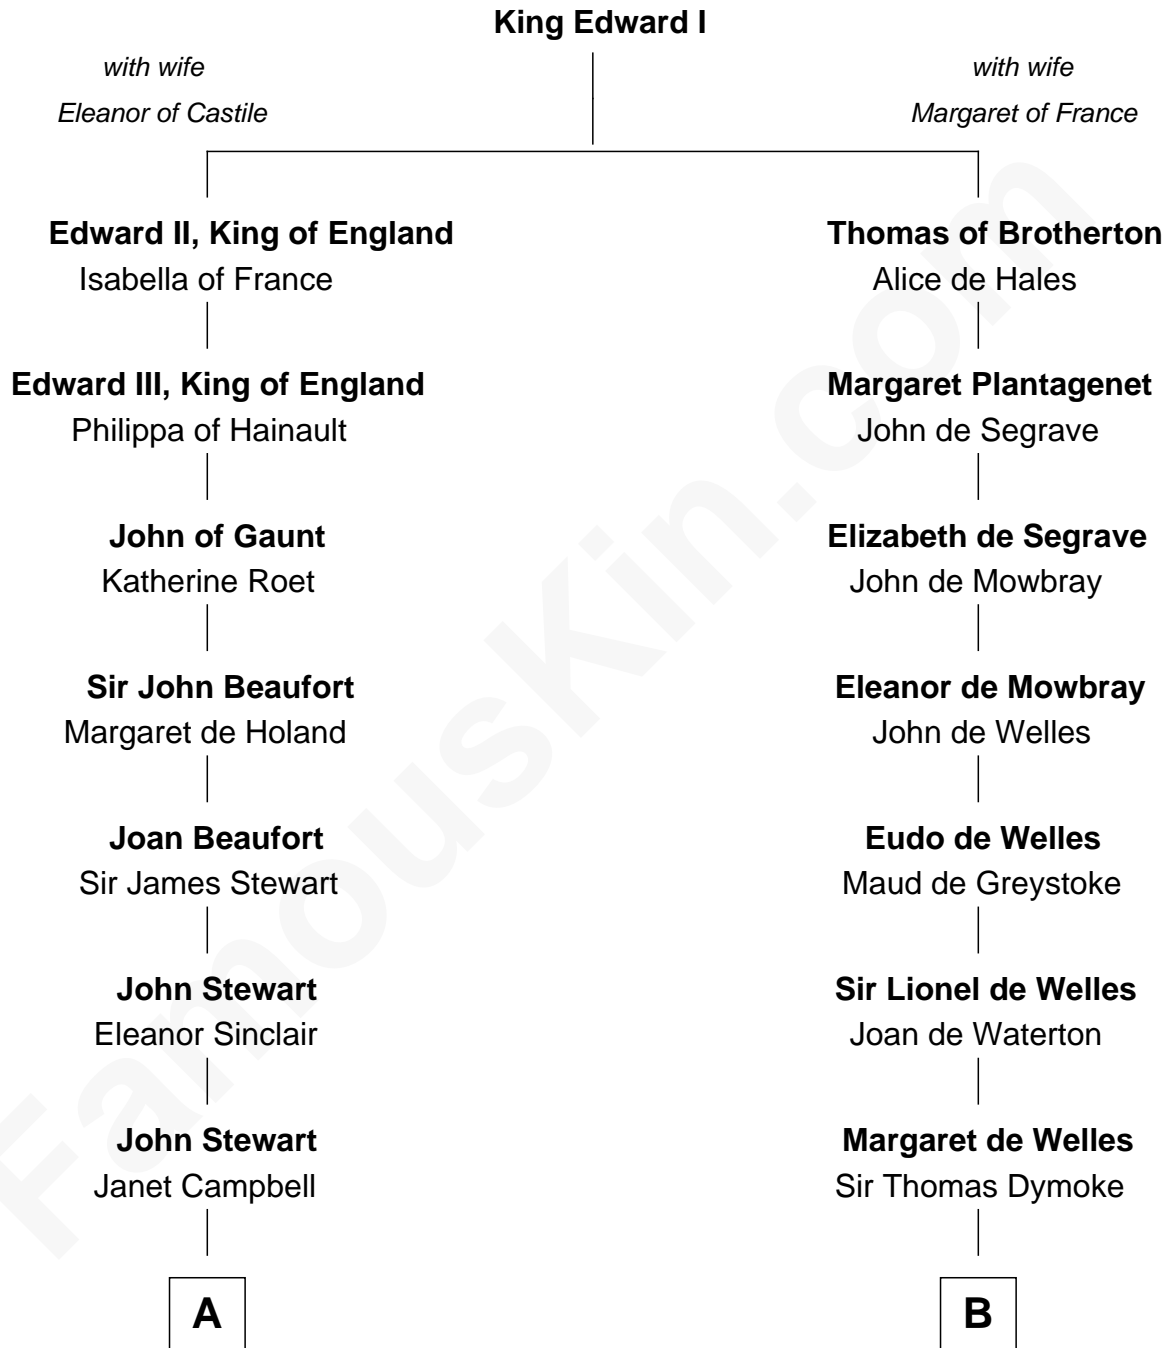 King Edward I
with wife
Eleanor of Castile
with wife
Margaret of France
Edward II, King of England
Isabella of France
Thomas of Brotherton
Alice de Hales
Edward III, King of England
Philippa of Hainault
Margaret Plantagenet
John de Segrave
John of Gaunt
Katherine Roet
Elizabeth de Segrave
John de Mowbray
Sir John Beaufort
Margaret de Holand
Eleanor de Mowbray
John de Welles
Joan Beaufort
Sir James Stewart
Eudo de Welles
Maud de Greystoke
John Stewart
Eleanor Sinclair
Sir Lionel de Welles
Joan de Waterton
John Stewart
Janet Campbell
Margaret de Welles
Sir Thomas Dymoke
A
B
FamousKin.com